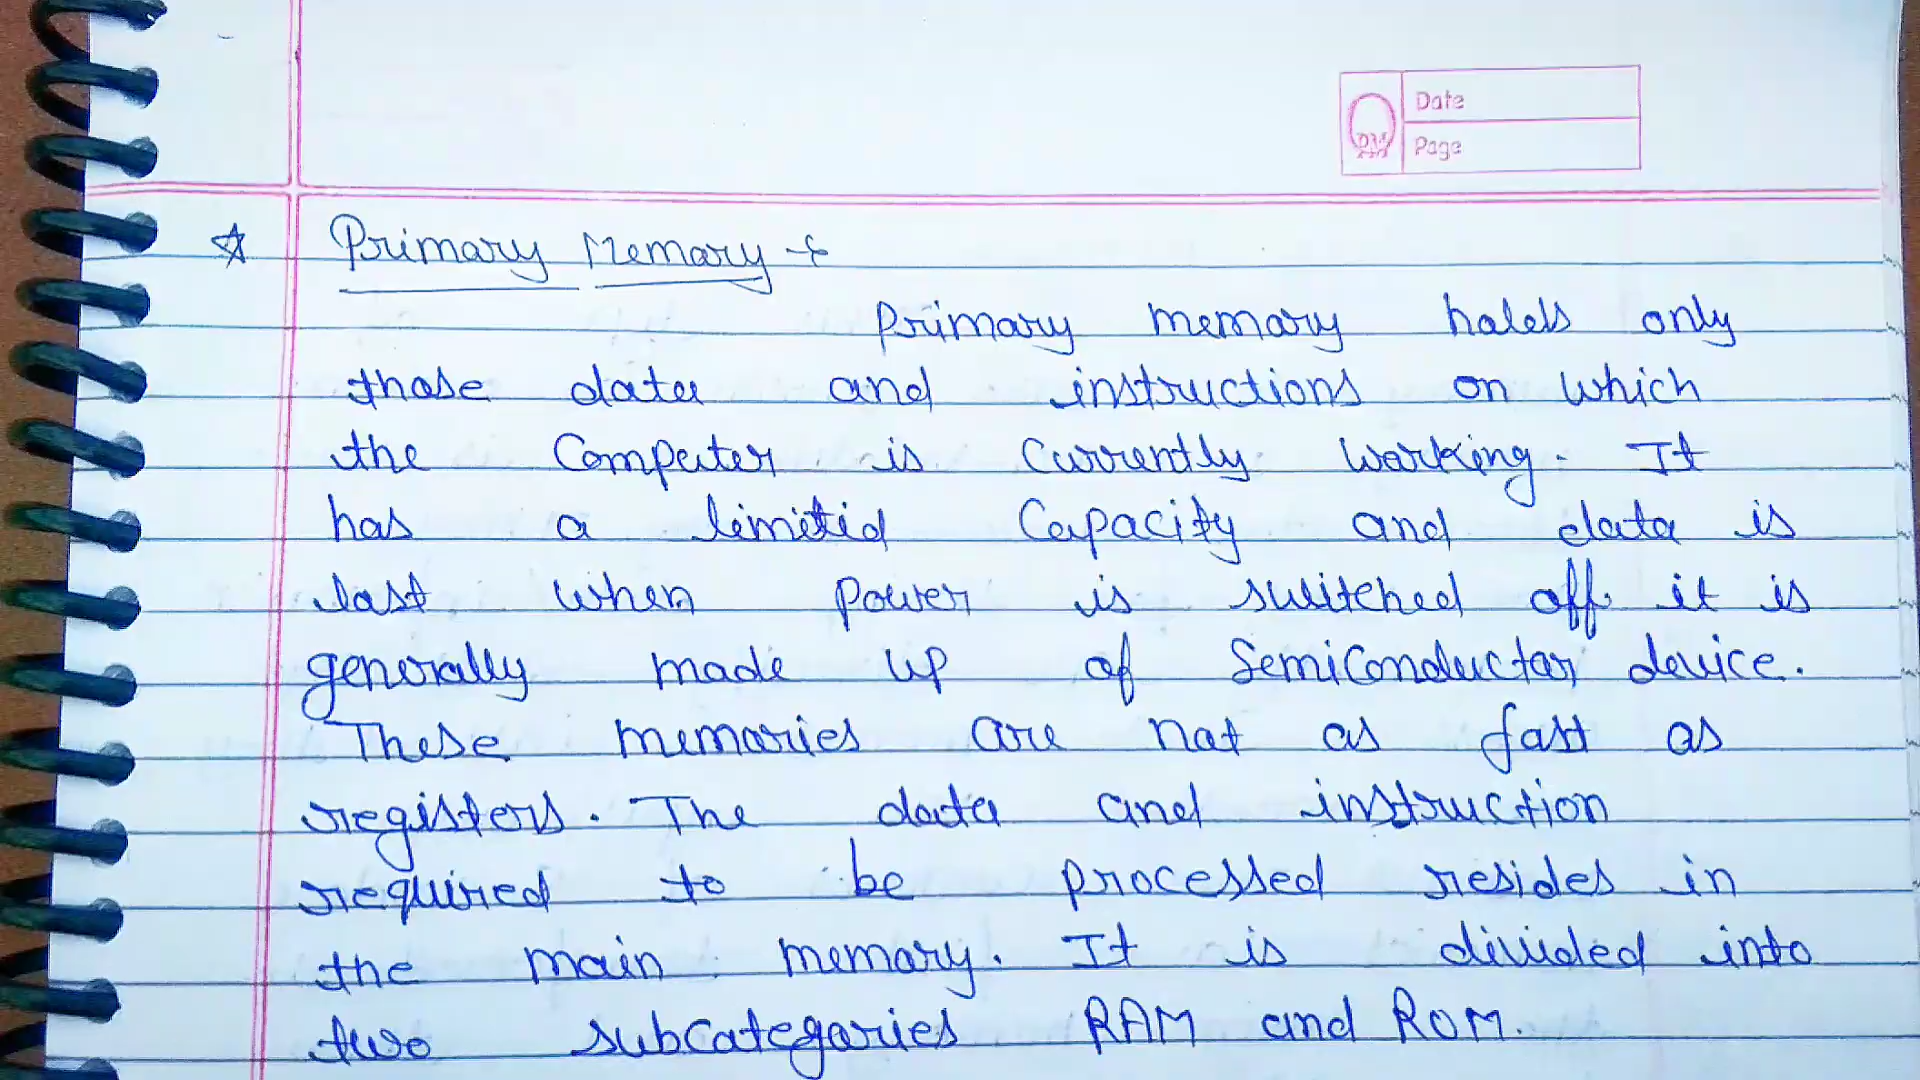 Date
Page
☆ Primary Memory :-
Primary memory holds only
those data and instructions on which
the Computer is Currently working. It
has a limitid Capacity and data is
lost when power is switched off it is
generally made up of SemiConductor device.
These memories are not as fast as
registers. The data and instruction
required to be processed resides in
the main memory. It is divided into
two subcategories RAM and ROM.